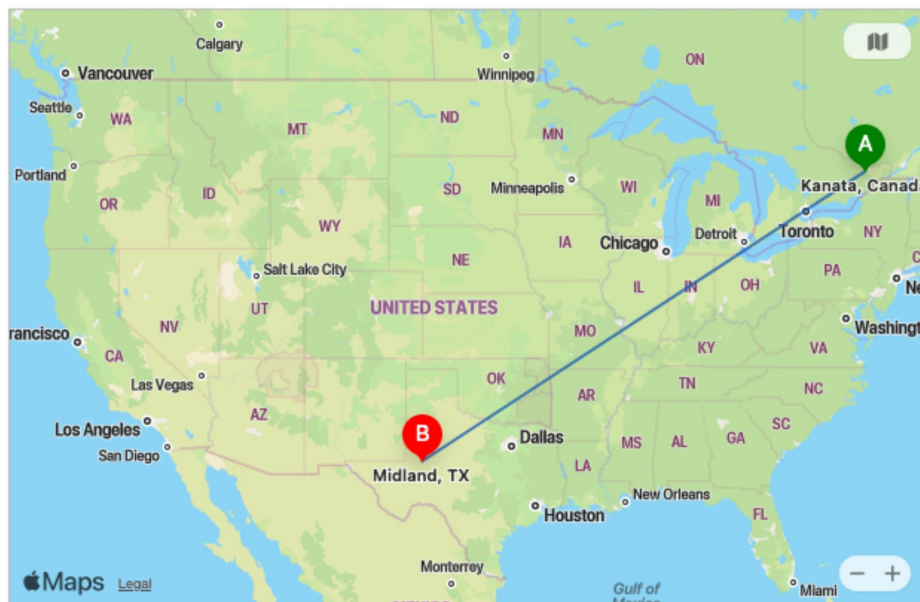 Calgary
Vancouver
Winnipeg
ON
Seattle
WA
MT
ND
MN
A
Portland
OR
ID
SD
Minneapolis
WI
MI
Kanata, Canad
WY
Toronto
NY
Detroit
IA
Chicago
NE
Salt Lake City
PA
IL
IN
OH
UT
UNITED STATES
NV
MO
Washingt
rancisco
CA
KY
VA
Las Vegas
OK
TN
NC
AR
AZ
Los Angeles
B
Dallas
SC
San Diego
MS
AL
GA
LA
Midland, TX
New Orleans
Houston
FL
Monterrey
Maps Legal
Gulf of
Miami